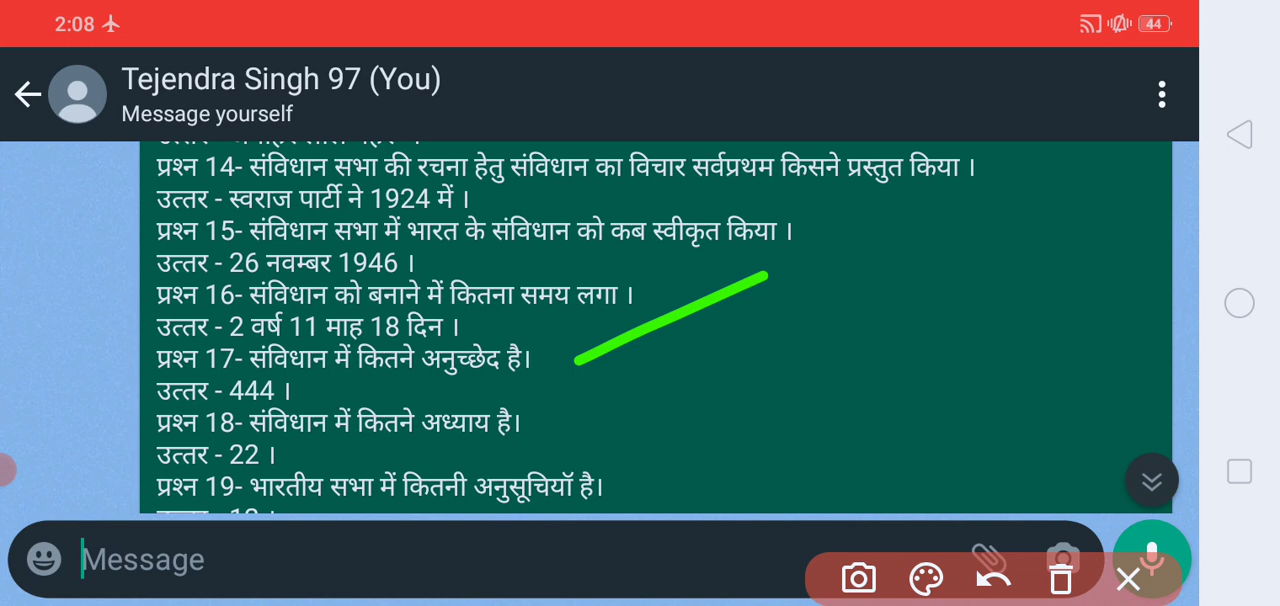 2:08
44
Tejendra Singh 97 (You)
Message yourself
प्रश्न 14- संविधान सभा की रचना हेतु संविधान का विचार सर्वप्रथम किसने प्रस्तुत किया ।
उत्तर - स्वराज पार्टी ने 1924 में ।
प्रश्न 15- संविधान सभा में भारत के संविधान को कब स्वीकृत किया ।
उत्तर - 26 नवम्बर 1946 ।
प्रश्न 16- संविधान को बनाने में कितना समय लगा ।
उत्तर - 2 वर्ष 11 माह 18 दिन ।
प्रश्न 17- संविधान में कितने अनुच्छेद है।
उत्तर - 444 ।
प्रश्न 18- संविधान में कितने अध्याय है।
उत्तर - 22 ।
प्रश्न 19- भारतीय सभा में कितनी अनुसूचियॉ है।
Message